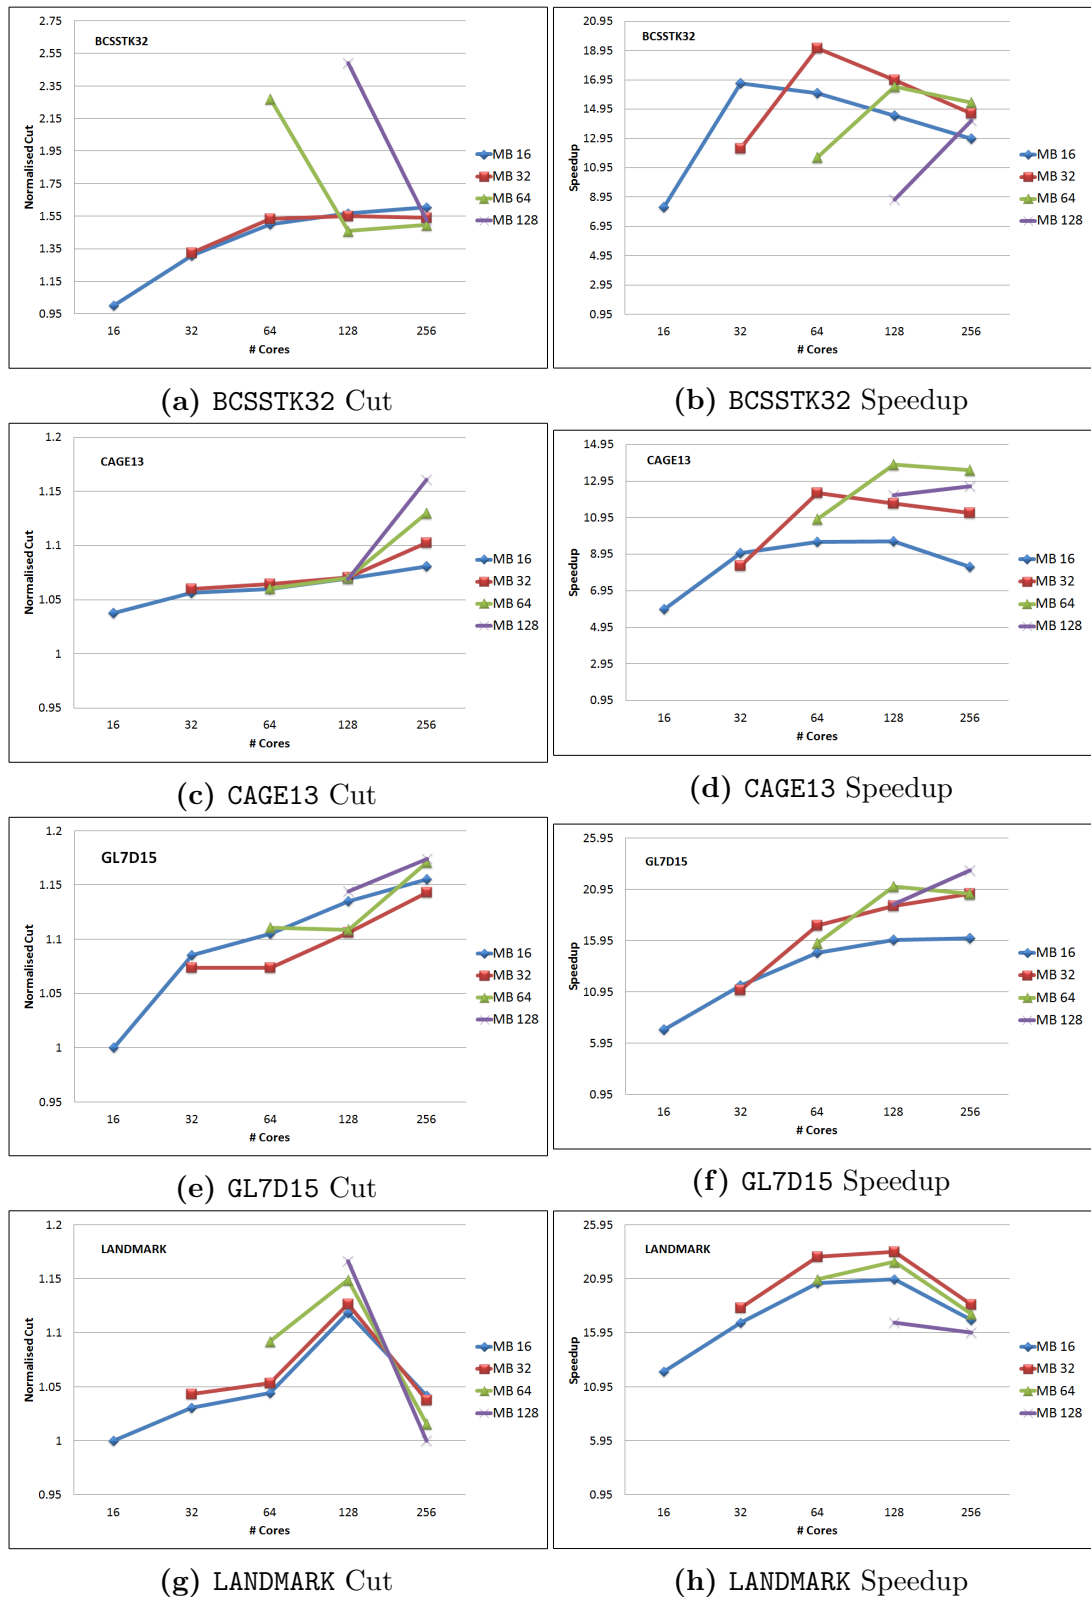 BCSSTK32
Normalised Cut
2.75
2.55
2.35
2.15
1.95
1.75
1.55
1.35
1.15
0.95
16 32 64 128 256
# Cores
MB 16
MB 32
MB 64
MB 128
BCSSTK32
Speedup
20.95
18.95
16.95
14.95
12.95
10.95
8.95
6.95
4.95
2.95
0.95
16 32 64 128 256
# Cores
MB 16
MB 32
MB 64
MB 128
(a) BCSSTK32 Cut
(b) BCSSTK32 Speedup
CAGE13
Normalised Cut
1.2
1.15
1.1
1.05
1
0.95
16 32 64 128 256
# Cores
MB 16
MB 32
MB 64
MB 128
CAGE13
Speedup
14.95
12.95
10.95
8.95
6.95
4.95
2.95
0.95
16 32 64 128 256
# Cores
MB 16
MB 32
MB 64
MB 128
(c) CAGE13 Cut
(d) CAGE13 Speedup
GL7D15
Normalised Cut
1.2
1.15
1.1
1.05
1
0.95
16 32 64 128 256
# Cores
MB 16
MB 32
MB 64
MB 128
GL7D15
Speedup
25.95
20.95
15.95
10.95
5.95
0.95
16 32 64 128 256
# Cores
MB 16
MB 32
MB 64
MB 128
(e) GL7D15 Cut
(f) GL7D15 Speedup
LANDMARK
Normalised Cut
1.2
1.15
1.1
1.05
1
0.95
16 32 64 128 256
# Cores
MB 16
MB 32
MB 64
MB 128
LANDMARK
Speedup
25.95
20.95
15.95
10.95
5.95
0.95
16 32 64 128 256
# Cores
MB 16
MB 32
MB 64
MB 128
(g) LANDMARK Cut
(h) LANDMARK Speedup